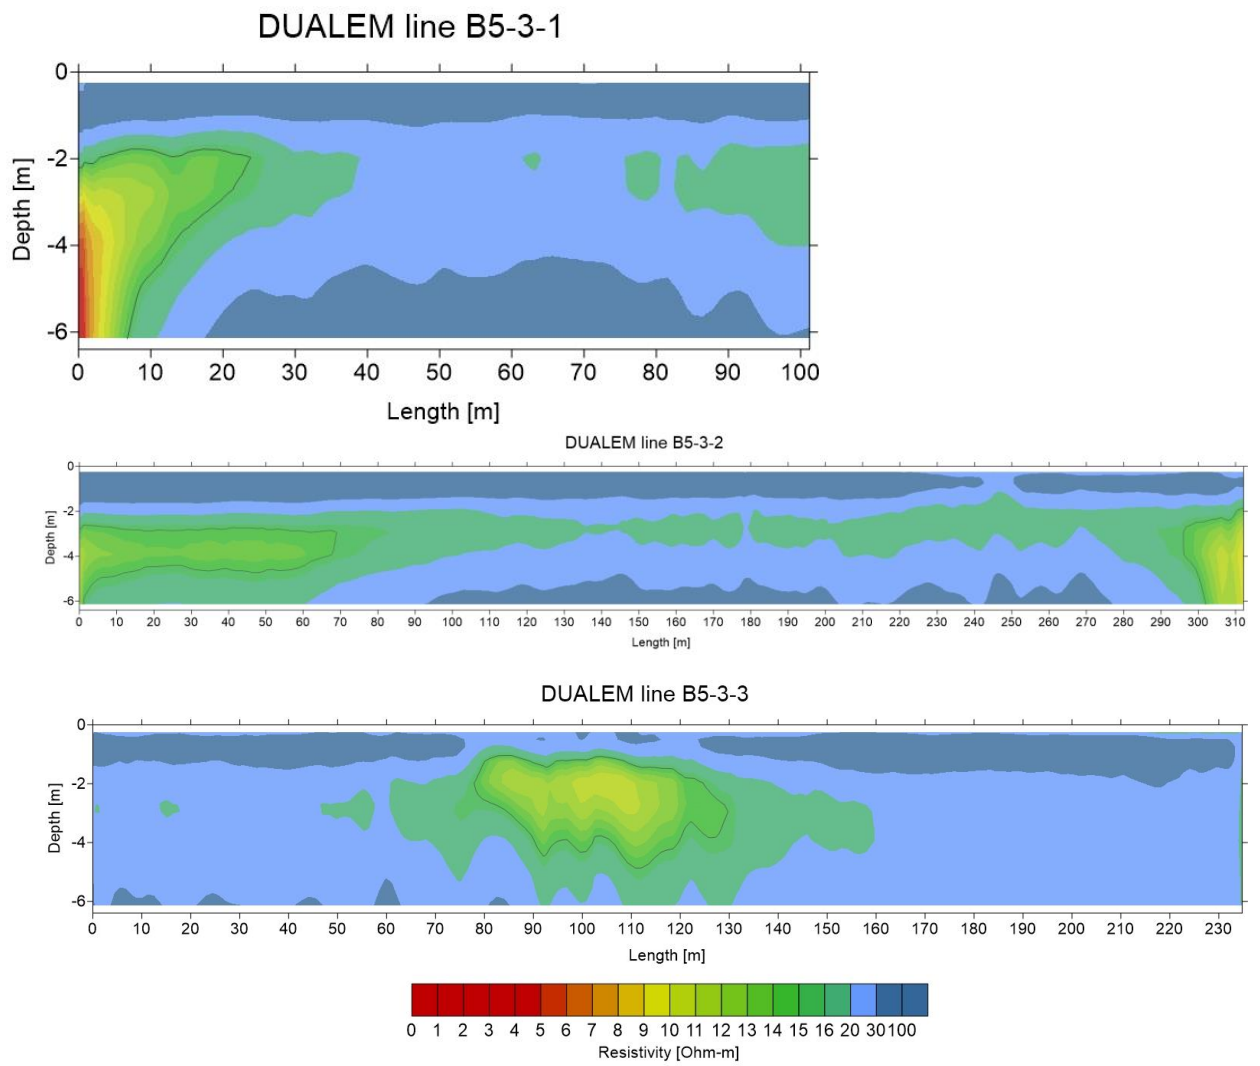 DUALEM line B5-3-1
0
-2
-4
-6
Depth [m]
0 10 20 30 40 50 60 70 80 90 100
Length [m]
DUALEM line B5-3-2
0
-2
-4
-6
Depth [m]
0 10 20 30 40 50 60 70 80 90 100 110 120 130 140 150 160 170 180 190 200 210 220 230 240 250 260 270 280 290 300 310
Length [m]
DUALEM line B5-3-3
0
-2
-4
-6
Depth [m]
0 10 20 30 40 50 60 70 80 90 100 110 120 130 140 150 160 170 180 190 200 210 220 230
Length [m]
0 1 2 3 4 5 6 7 8 9 10 11 12 13 14 15 16 20 30 100
Resistivity [Ohm-m]